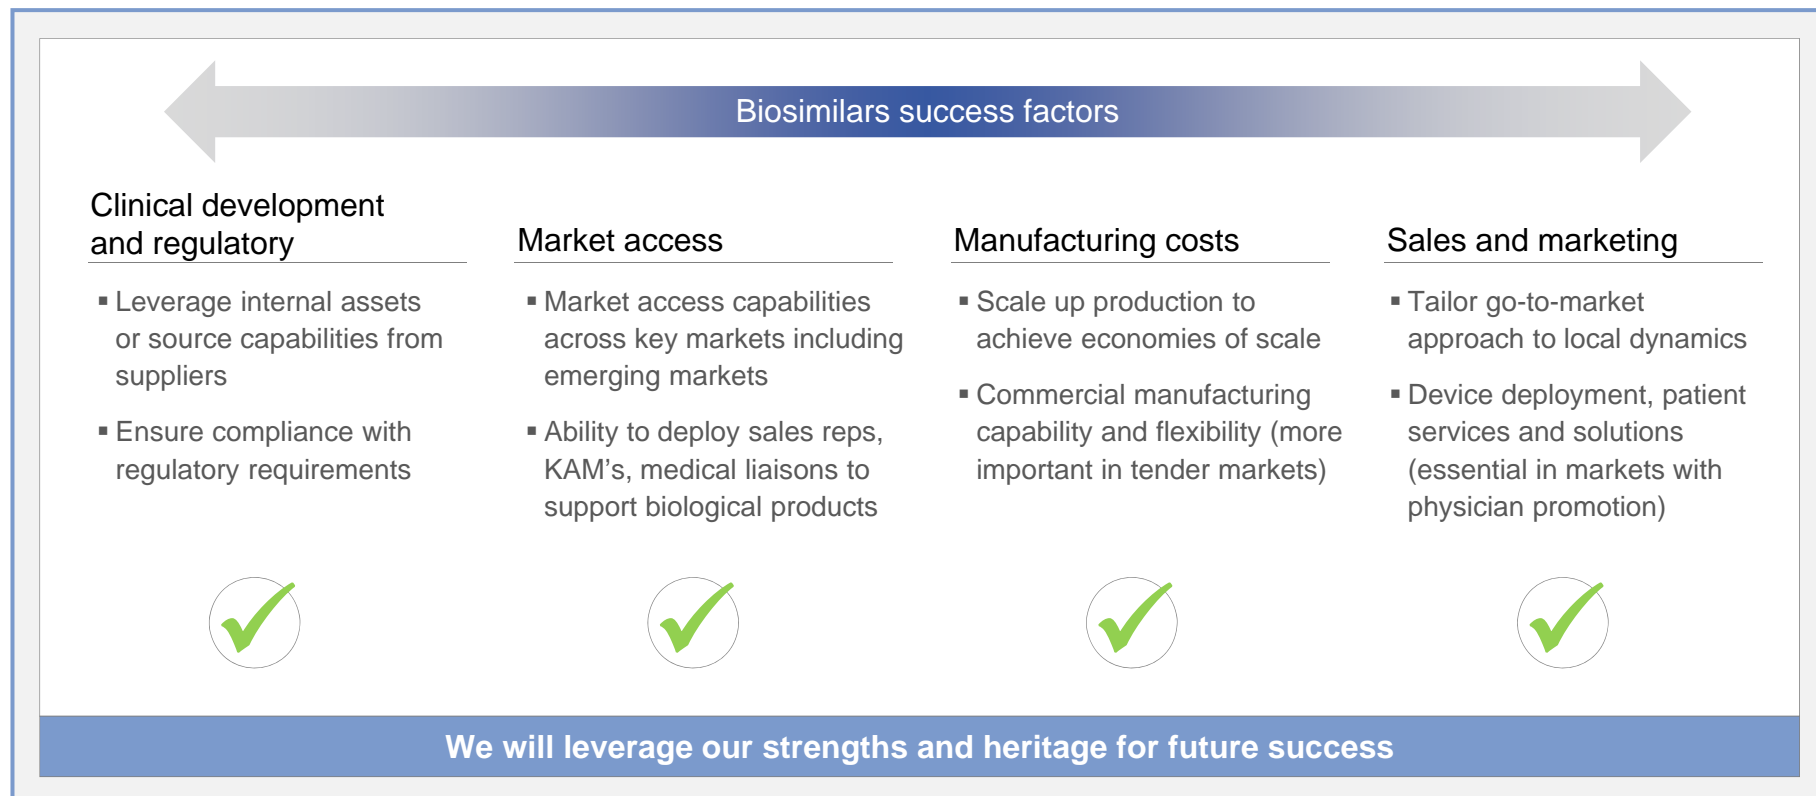 Biosimilars success factors
Clinical development
and regulatory
▪ Leverage internal assets
or source capabilities from
suppliers
▪ Ensure compliance with
regulatory requirements
Market access
▪ Market access capabilities
across key markets including
emerging markets
▪ Ability to deploy sales reps,
KAM's, medical liaisons to
support biological products
Manufacturing costs
▪ Scale up production to
achieve economies of scale
▪ Commercial manufacturing
capability and flexibility (more
important in tender markets)
Sales and marketing
▪ Tailor go-to-market
approach to local dynamics
▪ Device deployment, patient
services and solutions
(essential in markets with
physician promotion)
We will leverage our strengths and heritage for future success